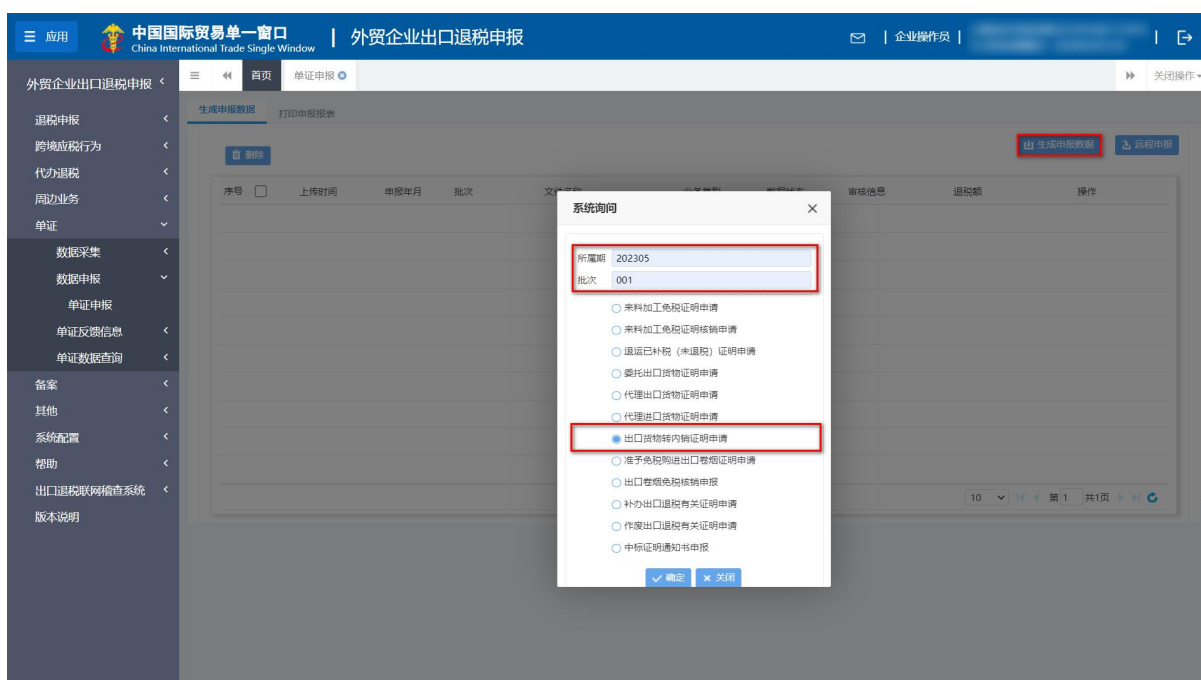 应用
中国国际贸易单一窗口
China International Trade Single Window
外贸企业出口退税申报
企业操作员
外贸企业出口退税申报
首页
单证申报
关闭操作
退税申报
跨境应税行为
代办退税
周边业务
单证
数据采集
数据申报
单证申报
单证反馈信息
单证数据查询
备案
其他
系统配置
帮助
出口退税联网稽查系统
版本说明
生成申报数据
打印申报报表
删除
生成申报数据
远程申报
序号 上传时间 申报年月 批次 审核信息 退税额 操作
系统询问
所属期 202305
批次 001
来料加工免税证明申请
来料加工免税证明核销申请
退运已补税（未退税）证明申请
委托出口货物证明申请
代理出口货物证明申请
代理进口货物证明申请
出口货物转内销证明申请
准予免税购进出口卷烟证明申请
出口卷烟免税核销申报
补办出口退税有关证明申请
作废出口退税有关证明申请
中标证明通知书申报
确定 关闭
10 第 1 共1页